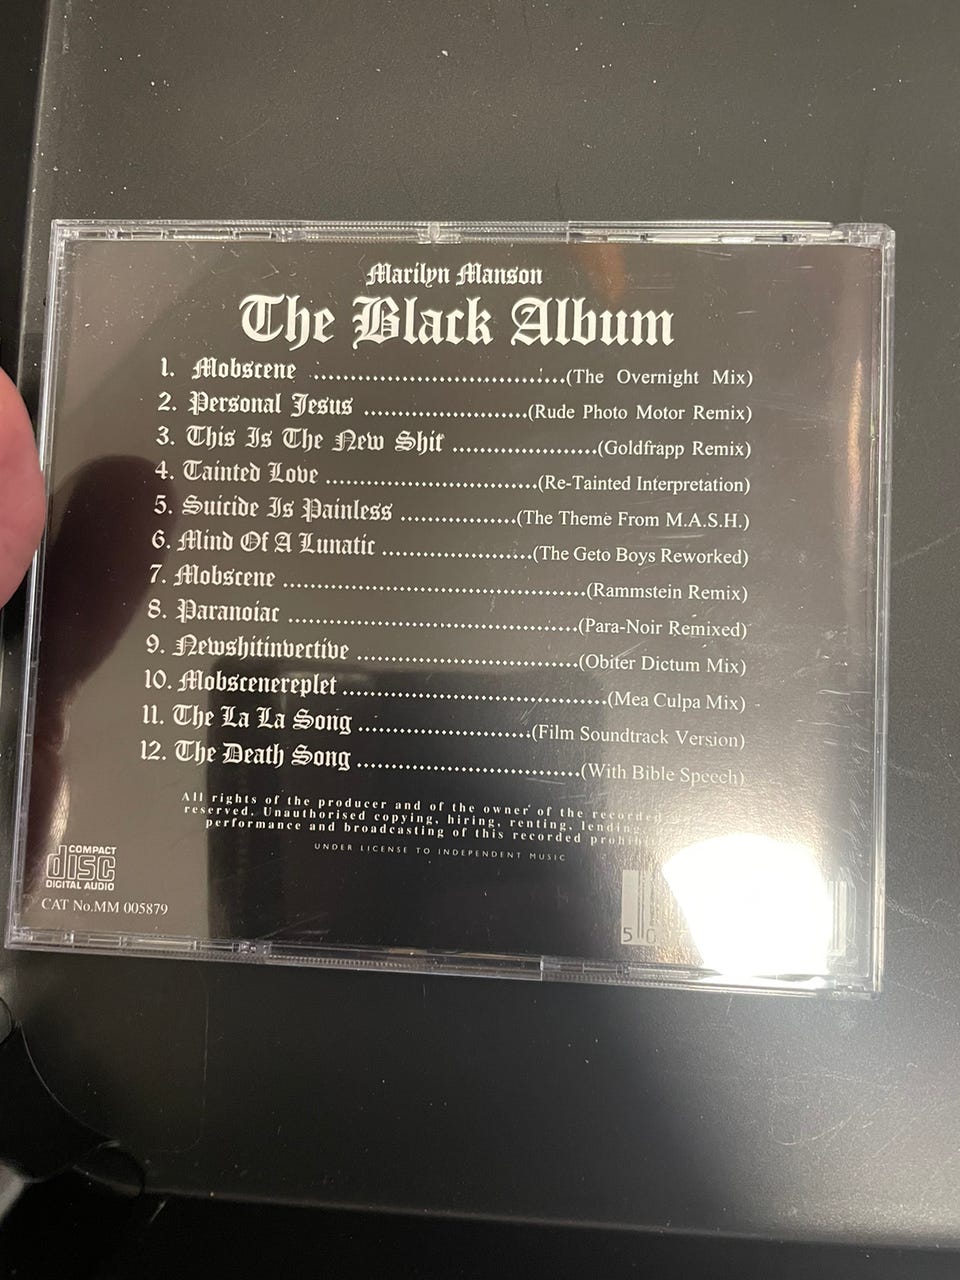 Marilyn Manson
The Black Album
1. Mobscene ........................................(The Overnight Mix)
2. Personal Jesus ..........................(Rude Photo Motor Remix)
3. This Is The New Shit .......................(Goldfrapp Remix)
4. Tainted Love ..................................(Re-Tainted Interpretation)
5. Suicide Is Painless ..................(The Theme From M.A.S.H.)
6. Mind Of A Lunatic ........................(The Geto Boys Reworked)
7. Mobscene ................................................(Rammstein Remix)
8. Paranoiac ..............................................(Para-Noir Remixed)
9. Newshitinvective ...................................(Obiter Dictum Mix)
10. Mobscenereplet ..........................................(Mea Culpa Mix)
11. The La La Song ............................(Film Soundtrack Version)
12. The Death Song ....................................(With Bible Speech)
All rights of the producer and of the owner of the recorded
reserved. Unauthorised copying, hiring, renting, lending,
performance and broadcasting of this recorded
UNDER LICENSE TO INDEPENDENT MUSIC
COMPACT
disc
DIGITAL AUDIO
CAT No.MM 005879
5